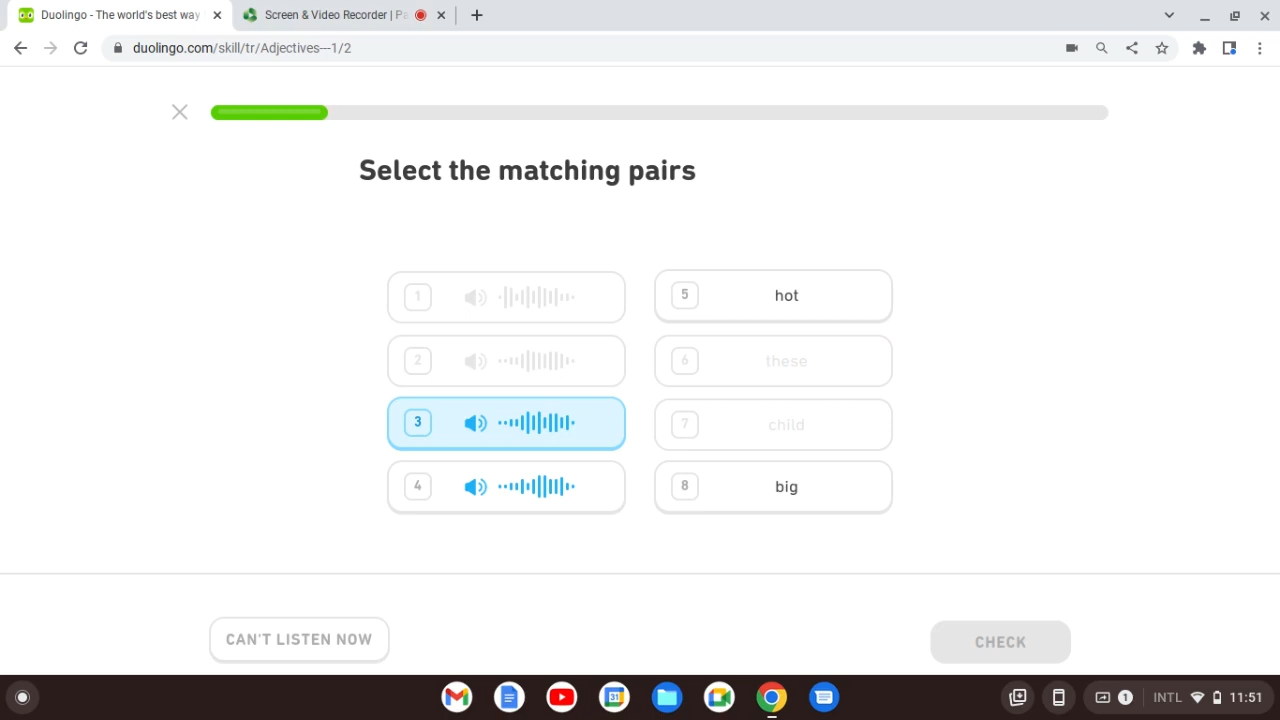 Duolingo - The world's best way
Screen & Video Recorder | Pa
duolingo.com/skill/tr/Adjectives---1/2
Select the matching pairs
1
5 hot
2
6 these
3
7 child
4
8 big
CAN'T LISTEN NOW
CHECK
31
1 INTL 11:51